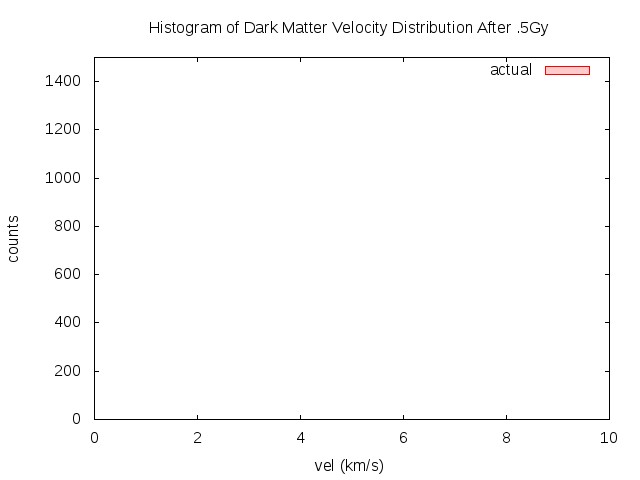 Histogram of Dark Matter Velocity Distribution After .5Gy
actual
1400
1200
1000
800
600
400
200
0
counts
0 2 4 6 8 10
vel (km/s)